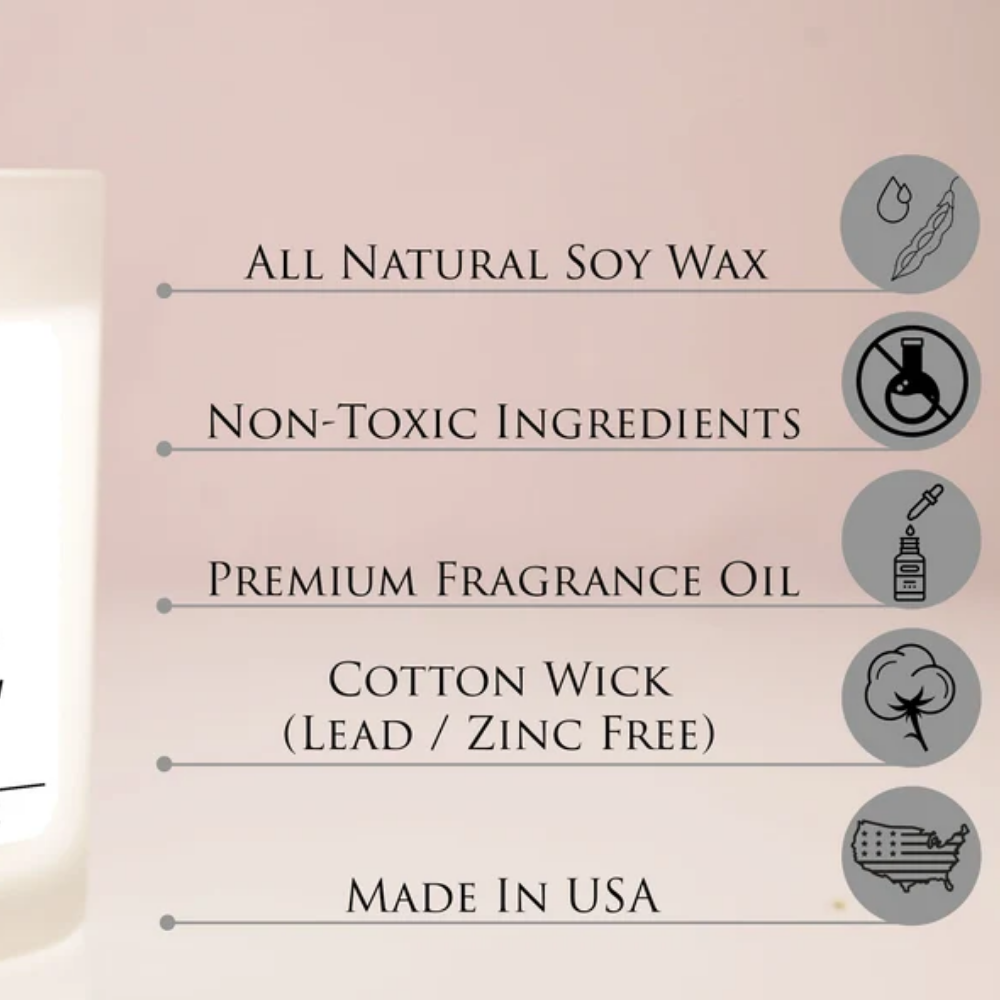 All Natural Soy Wax
Non-Toxic Ingredients
Premium Fragrance Oil
Cotton Wick
(Lead / Zinc Free)
Made In USA